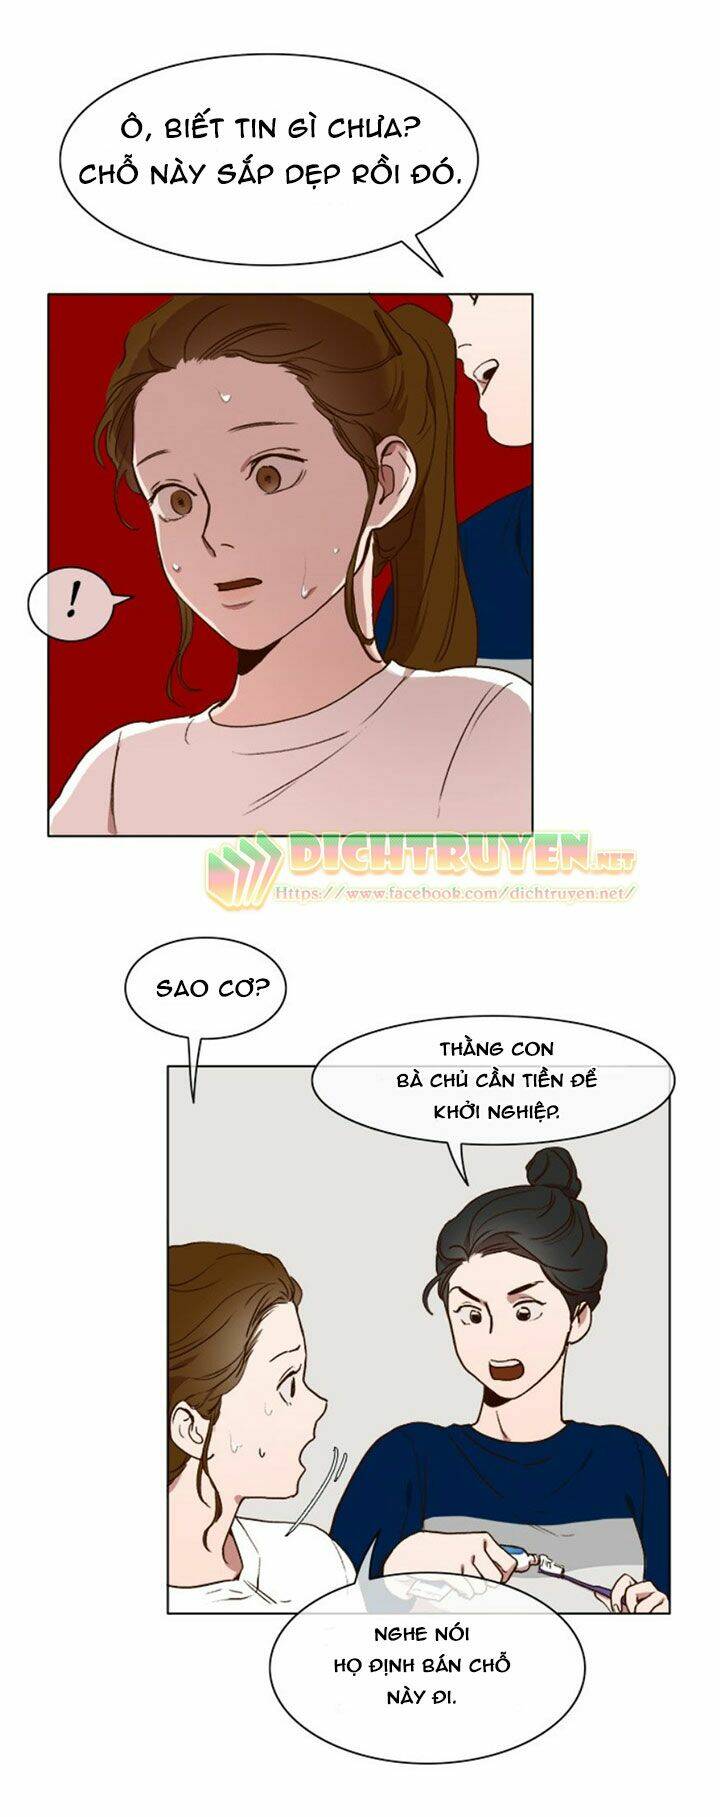 Ô, BIẾT TIN GÌ CHƯA?
CHỖ NÀY SẮP DẸP RỒI ĐÓ.
!
DICHTRUYEN.NET
Https://www.facebook.com/dichtruyen.net/
SAO CƠ?
THẰNG CON
BÀ CHỦ CẦN TIỀN ĐỂ
KHỞI NGHIỆP.
NGHE NÓI
HỌ ĐỊNH BÁN CHỖ
NÀY ĐI.